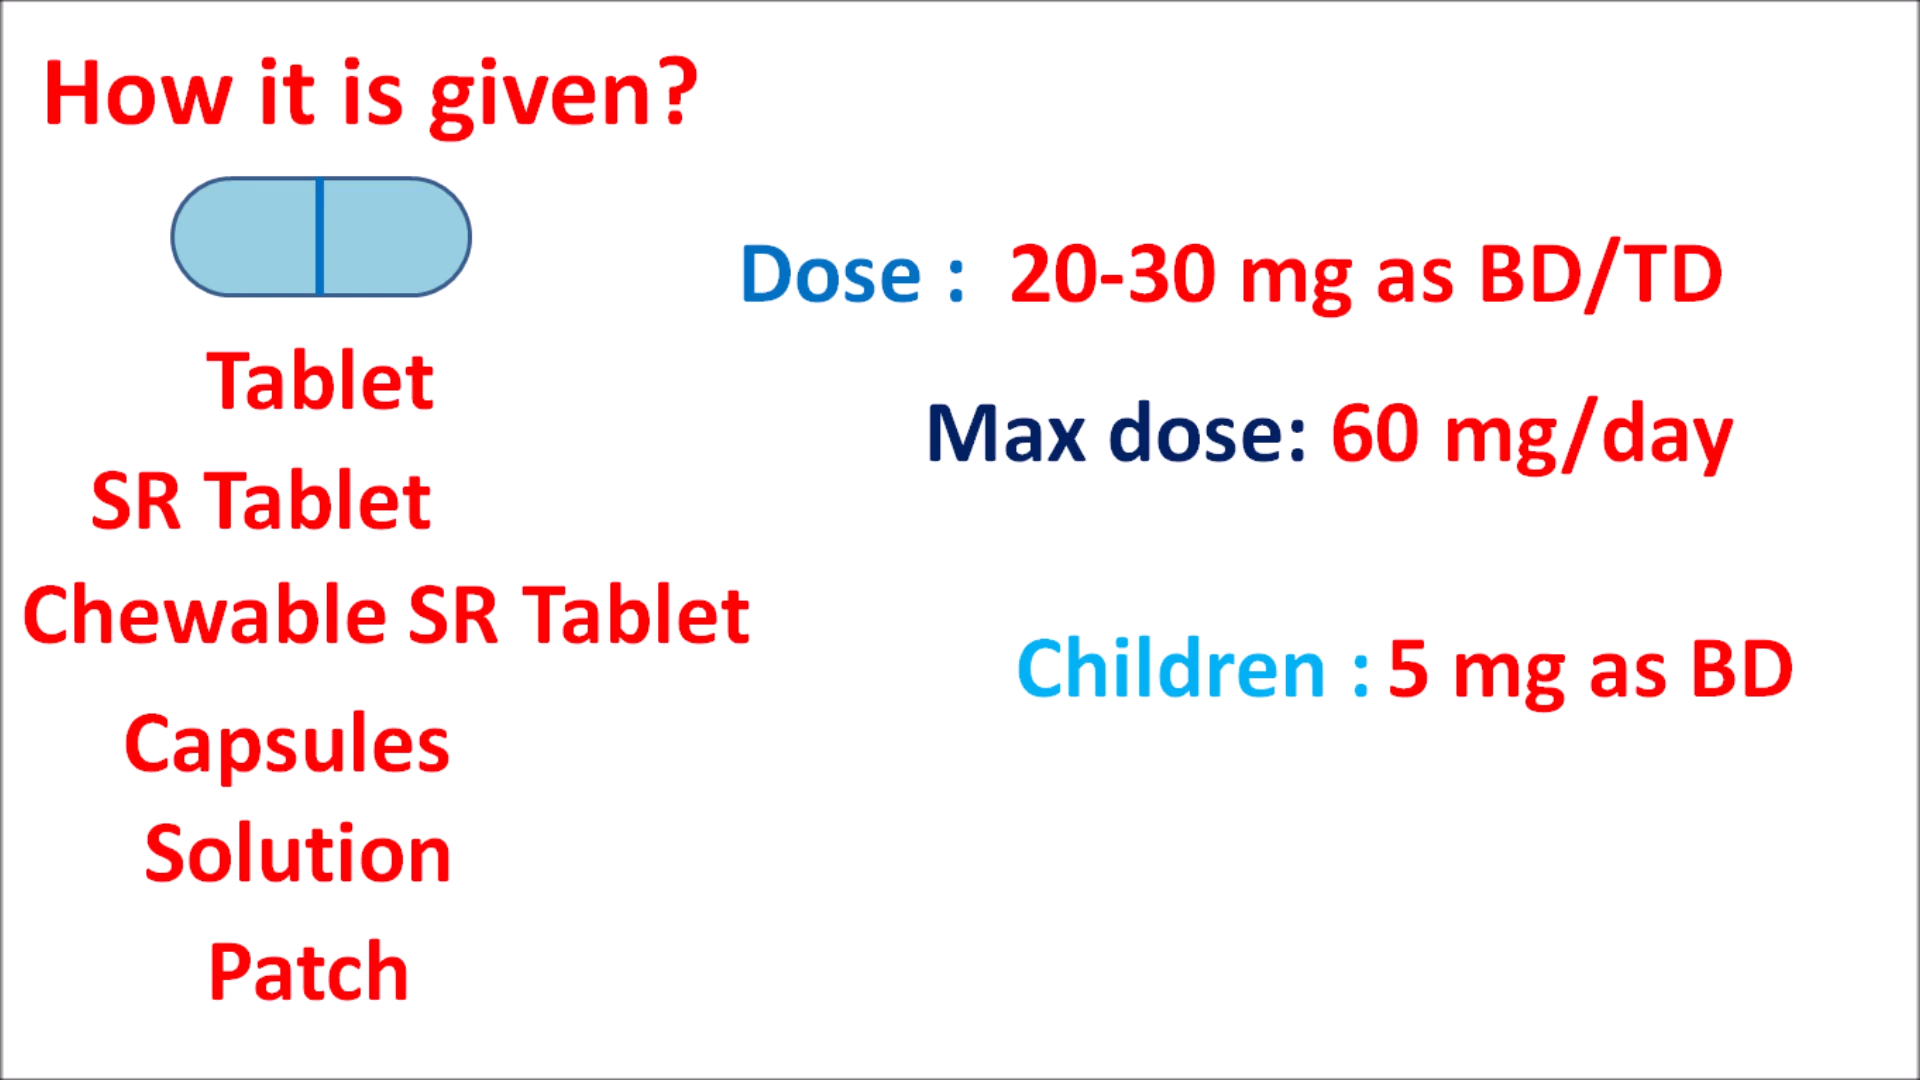 How it is given?
Tablet
SR Tablet
Chewable SR Tablet
Capsules
Solution
Patch
Dose : 20-30 mg as BD/TD
Max dose: 60 mg/day
Children : 5 mg as BD